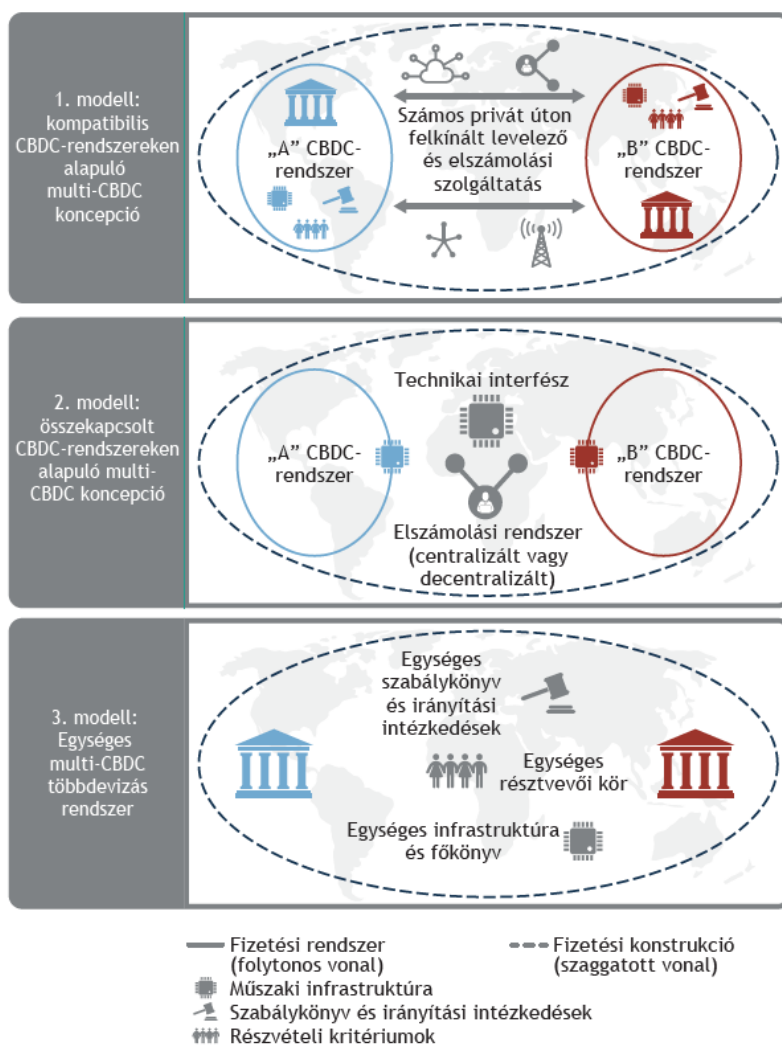 1. modell:
kompatibilis
CBDC-rendszereken
alapuló
multi-CBDC
koncepció
„A” CBDC-
rendszer
Számos privát úton
felkínált levelező
és elszámolási
szolgáltatás
„B” CBDC-
rendszer
2. modell:
összekapcsolt
CBDC-rendszereken
alapuló multi-
CBDC koncepció
„A” CBDC-
rendszer
Technikai interfész
Elszámolási rendszer
(centralizált vagy
decentralizált)
„B” CBDC-
rendszer
3. modell:
Egységes
multi-CBDC
többdevizás
rendszer
Egységes
szabálykönyv
és irányítási
intézkedések
Egységes
résztvevői kör
Egységes infrastruktúra
és főkönyv
Fizetési rendszer
(folytonos vonal)
Fizetési konstrukció
(szaggatott vonal)
Műszaki infrastruktúra
Szabálykönyv és irányítási intézkedések
Részvételi kritériumok